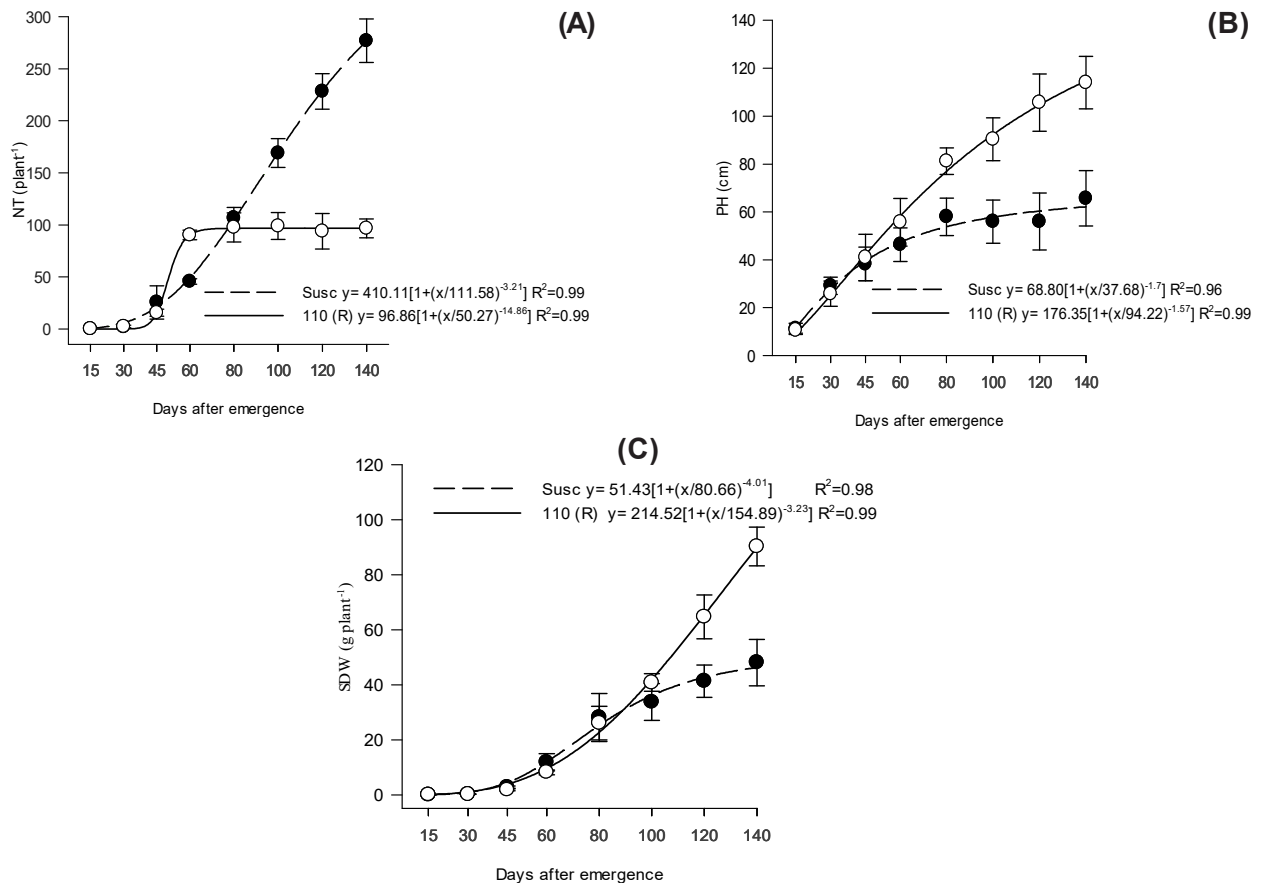 (A)
300
250
200
150
100
50
0
NT (plant⁻¹)
Susc y= 410.11[1+(x/111.58)⁻³·²¹] R²=0.99
110 (R) y= 96.86[1+(x/50.27)⁻¹⁴·⁸⁶] R²=0.99
15 30 45 60 80 100 120 140
Days after emergence
(B)
140
120
100
80
60
40
20
0
PH (cm)
Susc y= 68.80[1+(x/37.68)⁻¹·⁷] R²=0.96
110 (R) y= 176.35[1+(x/94.22)⁻¹·⁵⁷] R²=0.99
15 30 45 60 80 100 120 140
Days after emergence
(C)
120
100
80
60
40
20
0
SDW (g plant⁻¹)
Susc y= 51.43[1+(x/80.66)⁻⁴·⁰¹] R²=0.98
110 (R) y= 214.52[1+(x/154.89)⁻³·²³] R²=0.99
15 30 45 60 80 100 120 140
Days after emergence